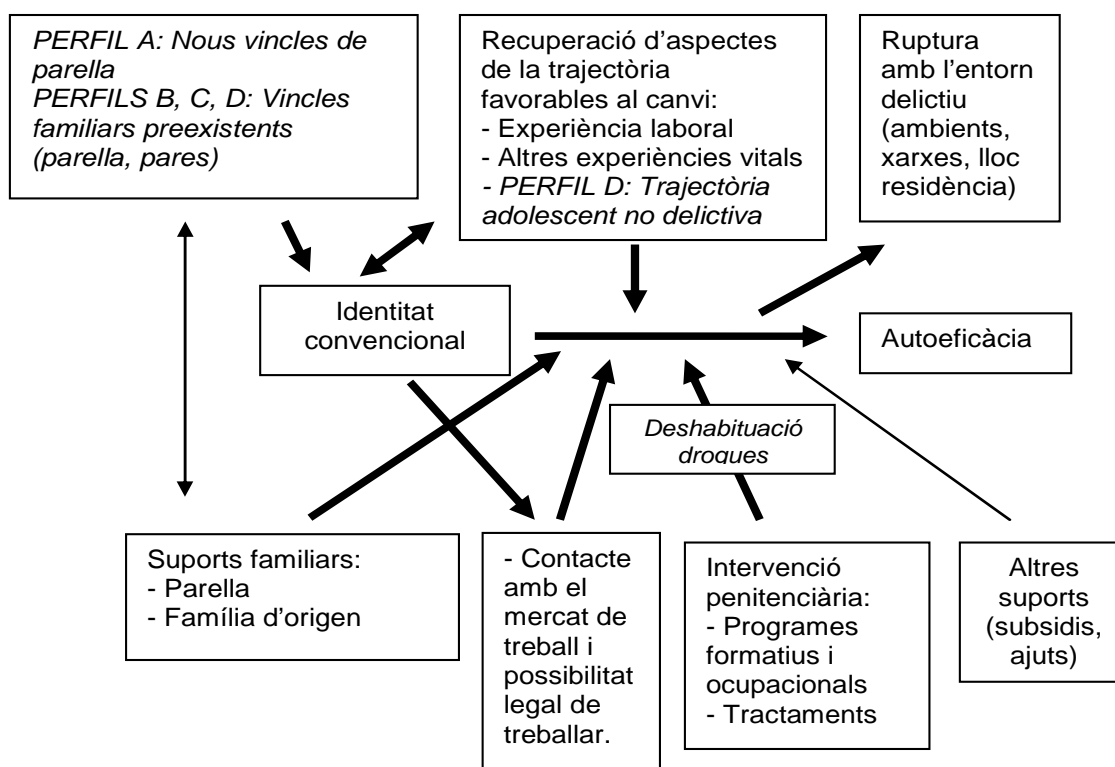 PERFIL A: Nous vincles de
parella
PERFILS B, C, D: Vincles
familiars preexistents
(parella, pares)
Recuperació d’aspectes
de la trajectòria
favorables al canvi:
- Experiència laboral
- Altres experiències vitals
- PERFIL D: Trajectòria
adolescent no delictiva
Ruptura
amb l’entorn
delictiu
(ambients,
xarxes, lloc
residència)
Identitat
convencional
Autoeficàcia
Deshabituació
drogues
Suports familiars:
- Parella
- Família d’origen
- Contacte
amb el
mercat de
treball i
possibilitat
legal de
treballar.
Intervenció
penitenciària:
- Programes
formatius i
ocupacionals
- Tractaments
Altres
suports
(subsidis,
ajuts)